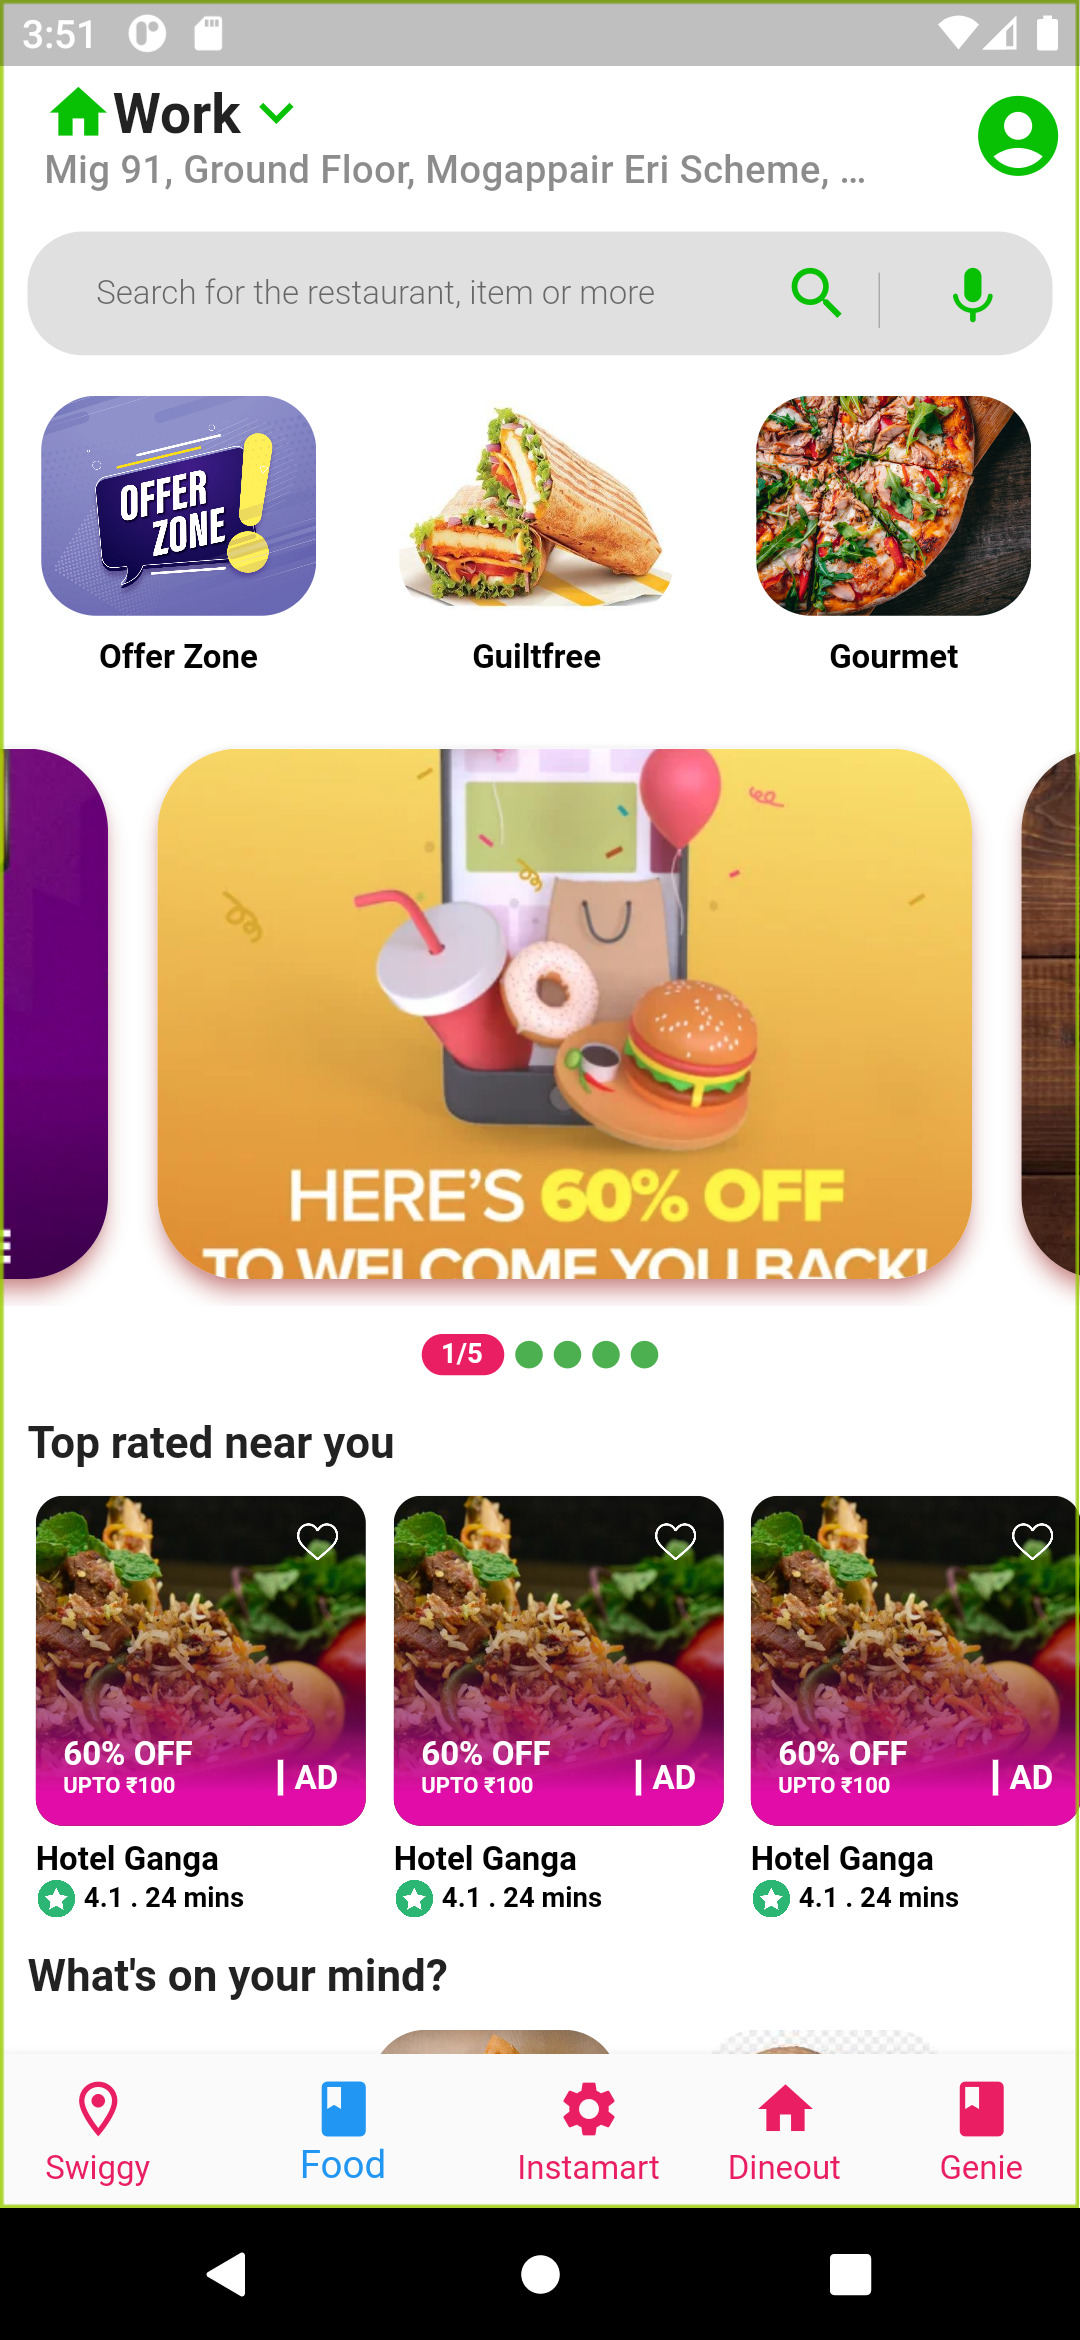 3:51
Work
Mig 91, Ground Floor, Mogappair Eri Scheme, ...
Search for the restaurant, item or more
OFFER
ZONE
Offer Zone
Guiltfree
Gourmet
HERE'S 60% OFF
TO WELCOME YOU BACK!
1/5
Top rated near you
60% OFF
UPTO ₹100
AD
60% OFF
UPTO ₹100
AD
60% OFF
UPTO ₹100
AD
Hotel Ganga
4.1 . 24 mins
Hotel Ganga
4.1 . 24 mins
Hotel Ganga
4.1 . 24 mins
What's on your mind?
Swiggy
Food
Instamart
Dineout
Genie